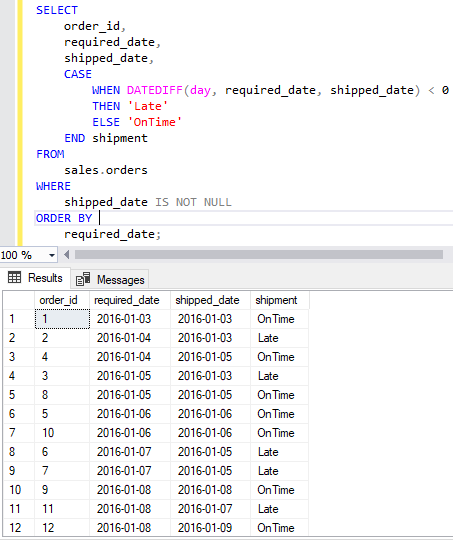 SELECT
order_id,
required_date,
shipped_date,
CASE
WHEN DATEDIFF(day, required_date, shipped_date) < 0
THEN 'Late'
ELSE 'OnTime'
END shipment
FROM
sales.orders
WHERE
shipped_date IS NOT NULL
ORDER BY
required_date;
100 %
Results Messages
order_id required_date shipped_date shipment
1 1 2016-01-03 2016-01-03 OnTime
2 2 2016-01-04 2016-01-03 Late
3 4 2016-01-04 2016-01-05 OnTime
4 3 2016-01-05 2016-01-03 Late
5 8 2016-01-05 2016-01-05 OnTime
6 5 2016-01-06 2016-01-06 OnTime
7 10 2016-01-06 2016-01-06 OnTime
8 6 2016-01-07 2016-01-05 Late
9 7 2016-01-07 2016-01-05 Late
10 9 2016-01-08 2016-01-08 OnTime
11 11 2016-01-08 2016-01-07 Late
12 12 2016-01-08 2016-01-09 OnTime